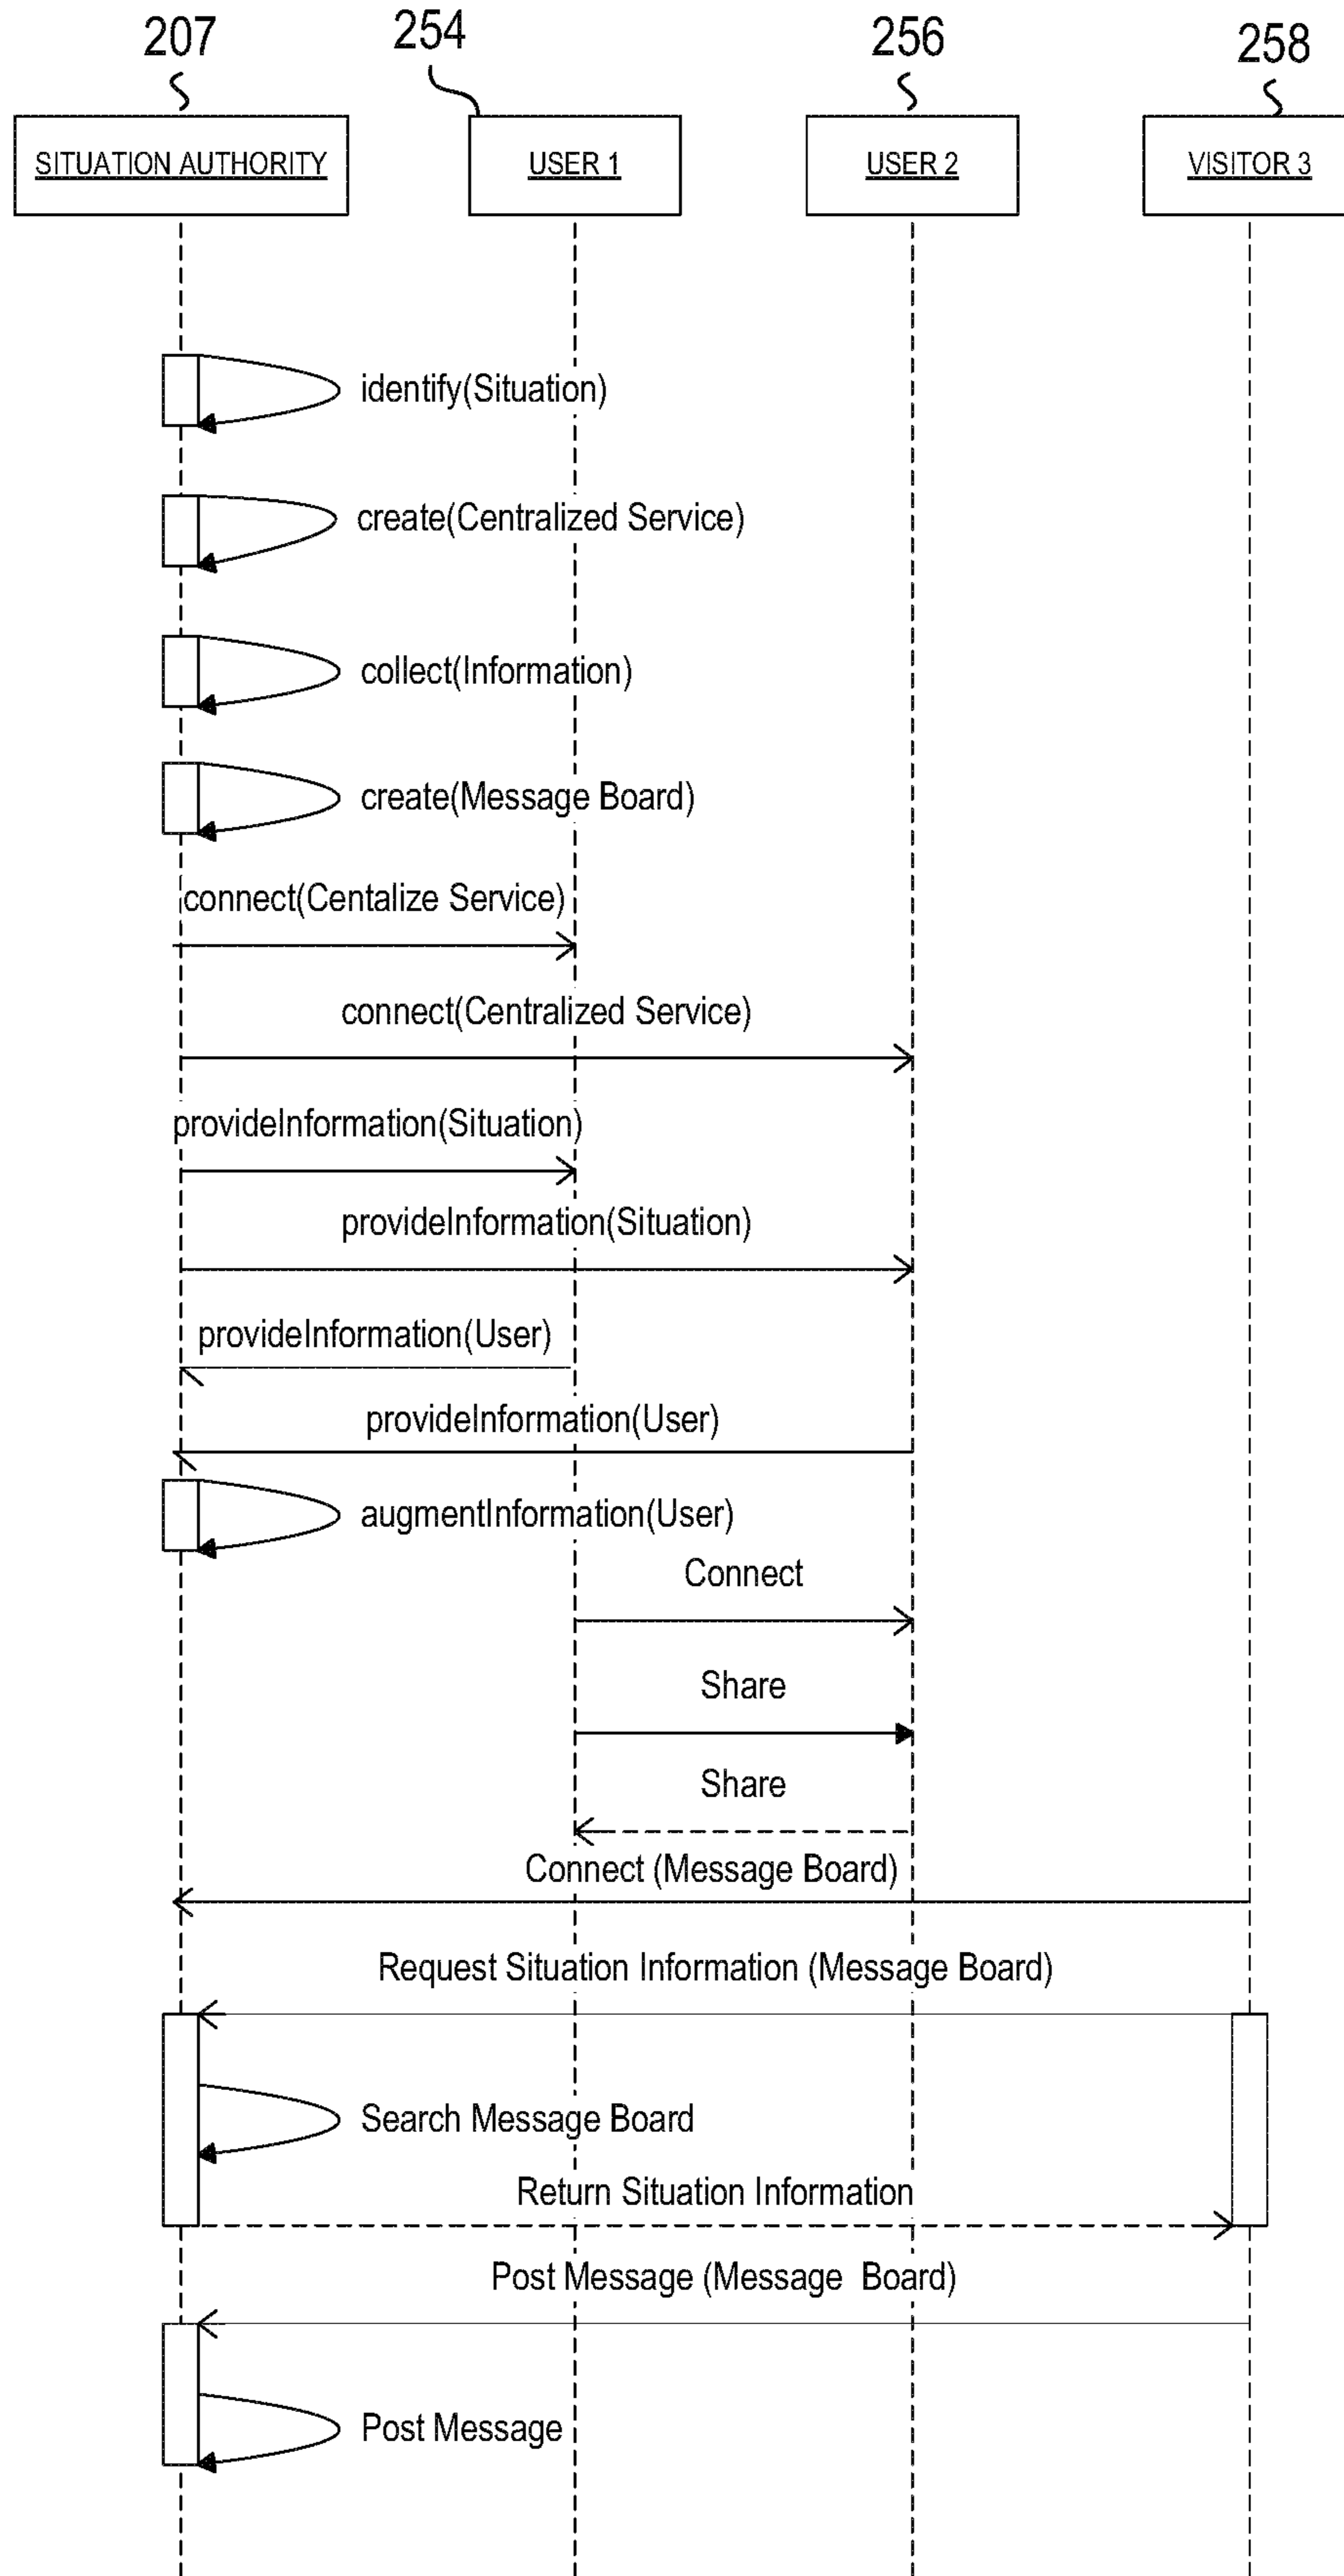 207
254
256
258
SITUATION AUTHORITY
USER 1
USER 2
VISITOR 3
identify(Situation)
create(Centralized Service)
collect(Information)
create(Message Board)
connect(Centalize Service)
connect(Centralized Service)
provideInformation(Situation)
provideInformation(Situation)
provideInformation(User)
provideInformation(User)
augmentInformation(User)
Connect
Share
Share
Connect (Message Board)
Request Situation Information (Message Board)
Search Message Board
Return Situation Information
Post Message (Message Board)
Post Message